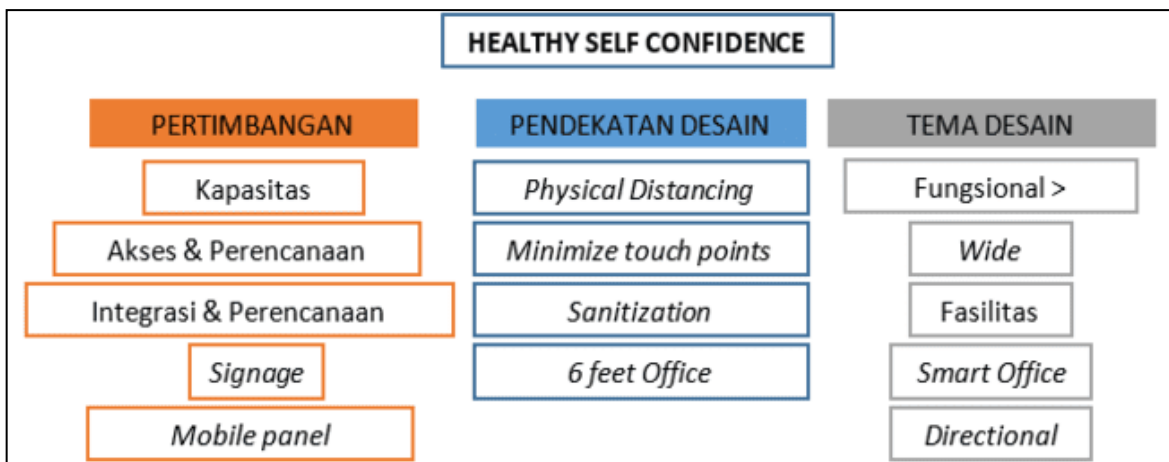 HEALTHY SELF CONFIDENCE
PERTIMBANGAN
Kapasitas
Akses & Perencanaan
Integrasi & Perencanaan
Signage
Mobile panel
PENDEKATAN DESAIN
Physical Distancing
Minimize touch points
Sanitization
6 feet Office
TEMA DESAIN
Fungsional >
Wide
Fasilitas
Smart Office
Directional